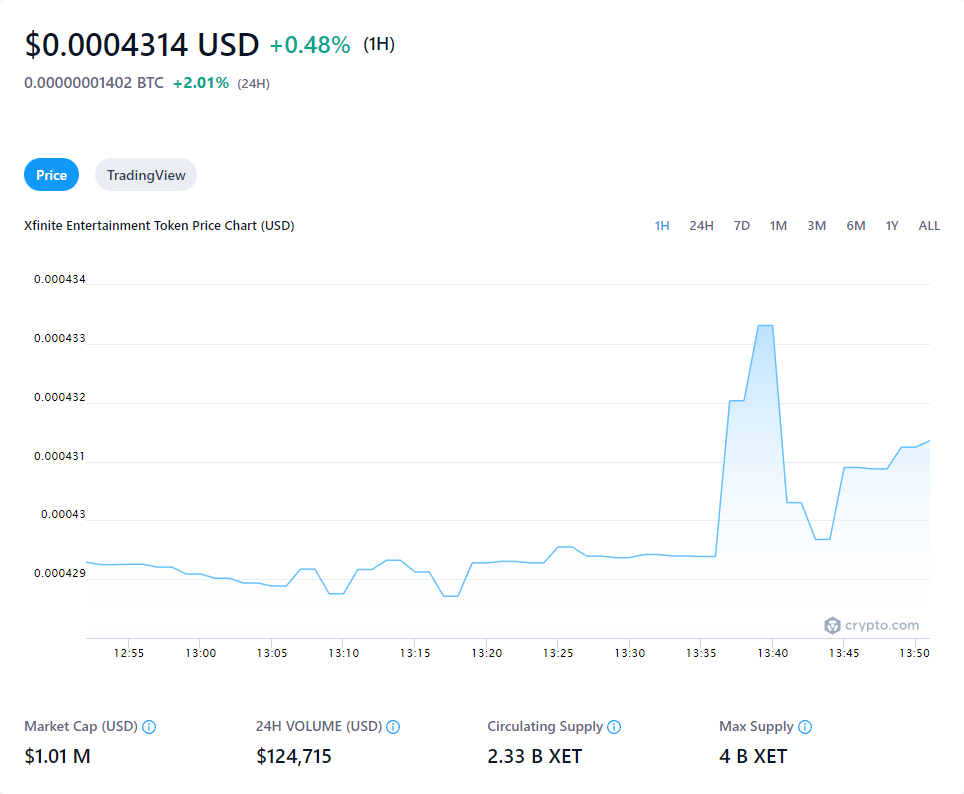 $0.0004314 USD +0.48% (1H)
0.00000001402 BTC +2.01% (24H)
Price TradingView
Xfinite Entertainment Token Price Chart (USD) 1H 24H 7D 1M 3M 6M 1Y ALL
0.000434
0.000433
0.000432
0.000431
0.00043
0.000429
crypto.com
12:55 13:00 13:05 13:10 13:15 13:20 13:25 13:30 13:35 13:40 13:45 13:50
Market Cap (USD) 24H VOLUME (USD) Circulating Supply Max Supply
$1.01 M $124,715 2.33 B XET 4 B XET